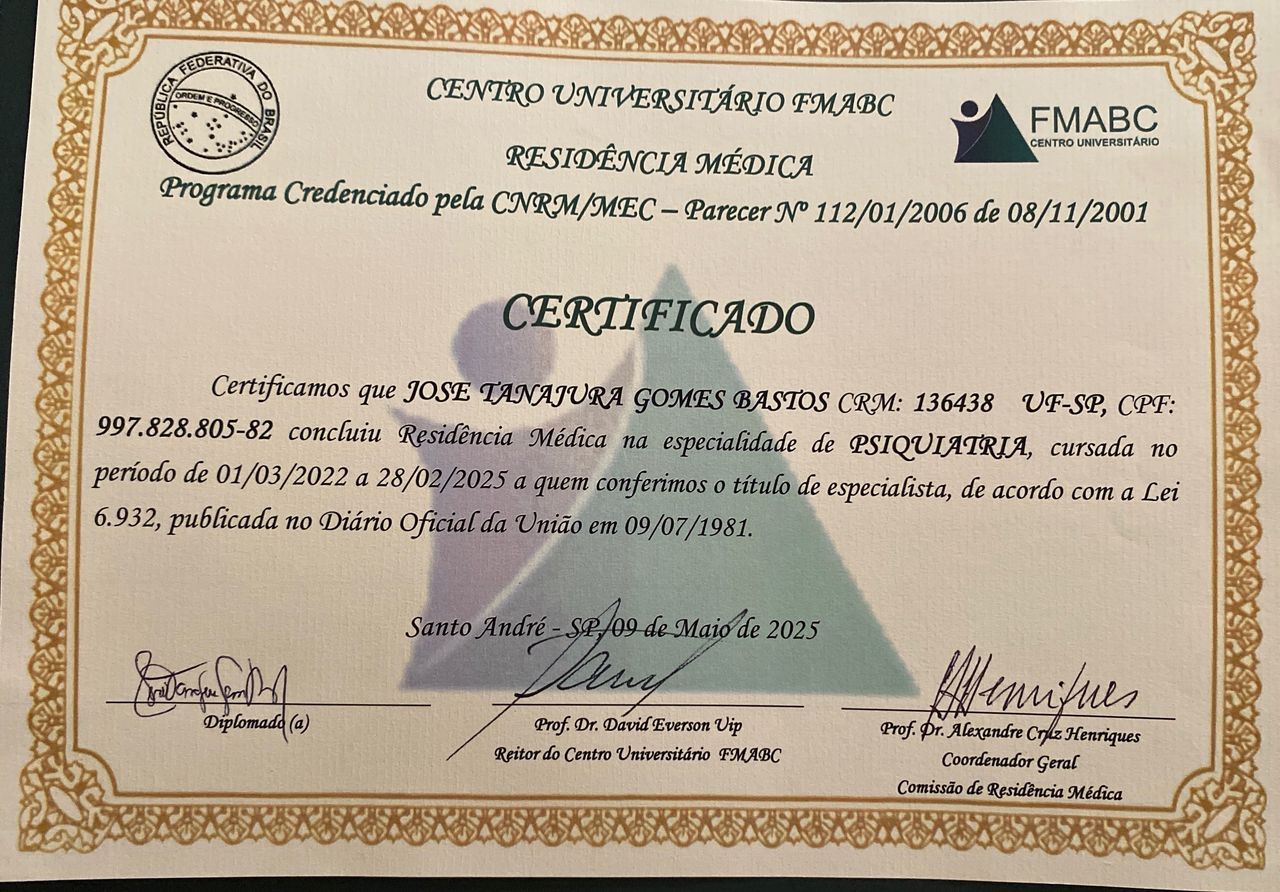 REPÚBLICA FEDERATIVA DO BRASIL
ORDEM E PROGRESSO
CENTRO UNIVERSITÁRIO FMABC
FMABC
CENTRO UNIVERSITÁRIO
RESIDÊNCIA MÉDICA
Programa Credenciado pela CNRM/MEC – Parecer Nº 112/01/2006 de 08/11/2001
CERTIFICADO
Certificamos que JOSE TANAJURA GOMES BASTOS CRM: 136438 UF-SP, CPF:
997.828.805-82 concluiu Residência Médica na especialidade de PSIQUIATRIA, cursada no
período de 01/03/2022 a 28/02/2025 a quem conferimos o título de especialista, de acordo com a Lei
6.932, publicada no Diário Oficial da União em 09/07/1981.
Santo André - SP, 09 de Maio de 2025
Diplomado (a)
Prof. Dr. David Everson Uip
Reitor do Centro Universitário FMABC
HHenriques
Prof. Dr. Alexandre Cruz Henriques
Coordenador Geral
Comissão de Residência Médica